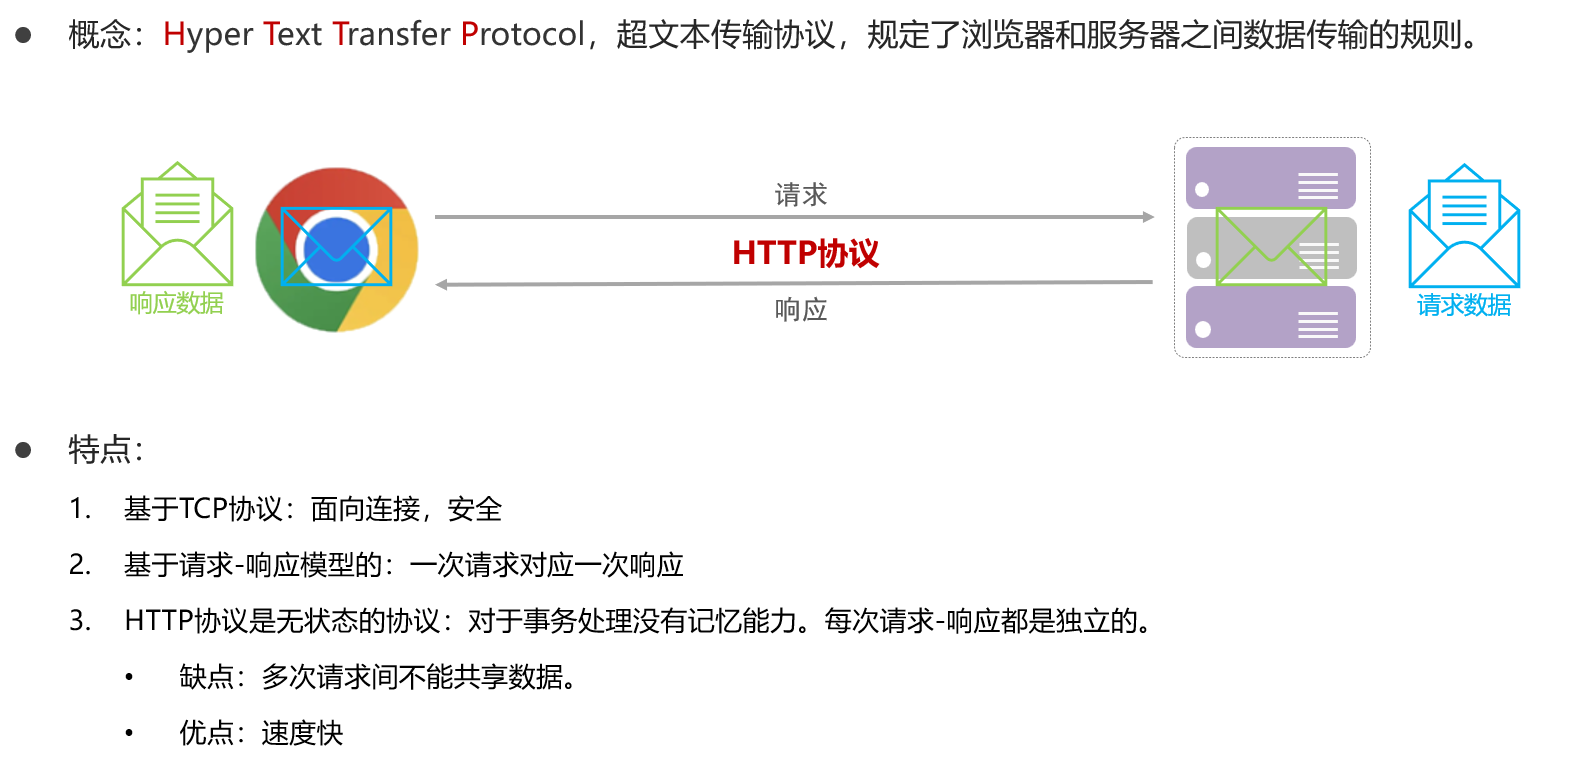 ● 概念：Hyper Text Transfer Protocol，超文本传输协议，规定了浏览器和服务器之间数据传输的规则。
请求
HTTP协议
响应
响应数据
请求数据
● 特点：
1. 基于TCP协议：面向连接，安全
2. 基于请求-响应模型的：一次请求对应一次响应
3. HTTP协议是无状态的协议：对于事务处理没有记忆能力。每次请求-响应都是独立的。
• 缺点：多次请求间不能共享数据。
• 优点：速度快